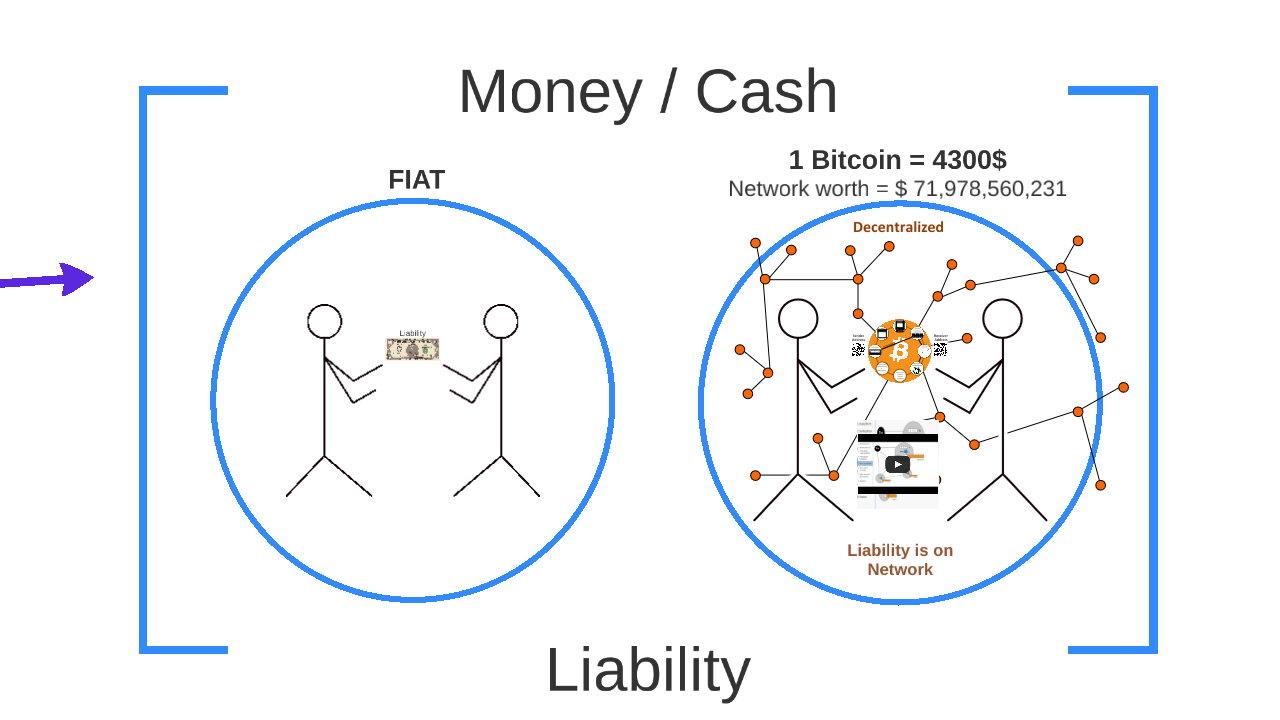 Money / Cash
1 Bitcoin = 4300$
FIAT
Network worth = $ 71,978,560,231
Decentralized
Liability
Liability is on
Network
Liability